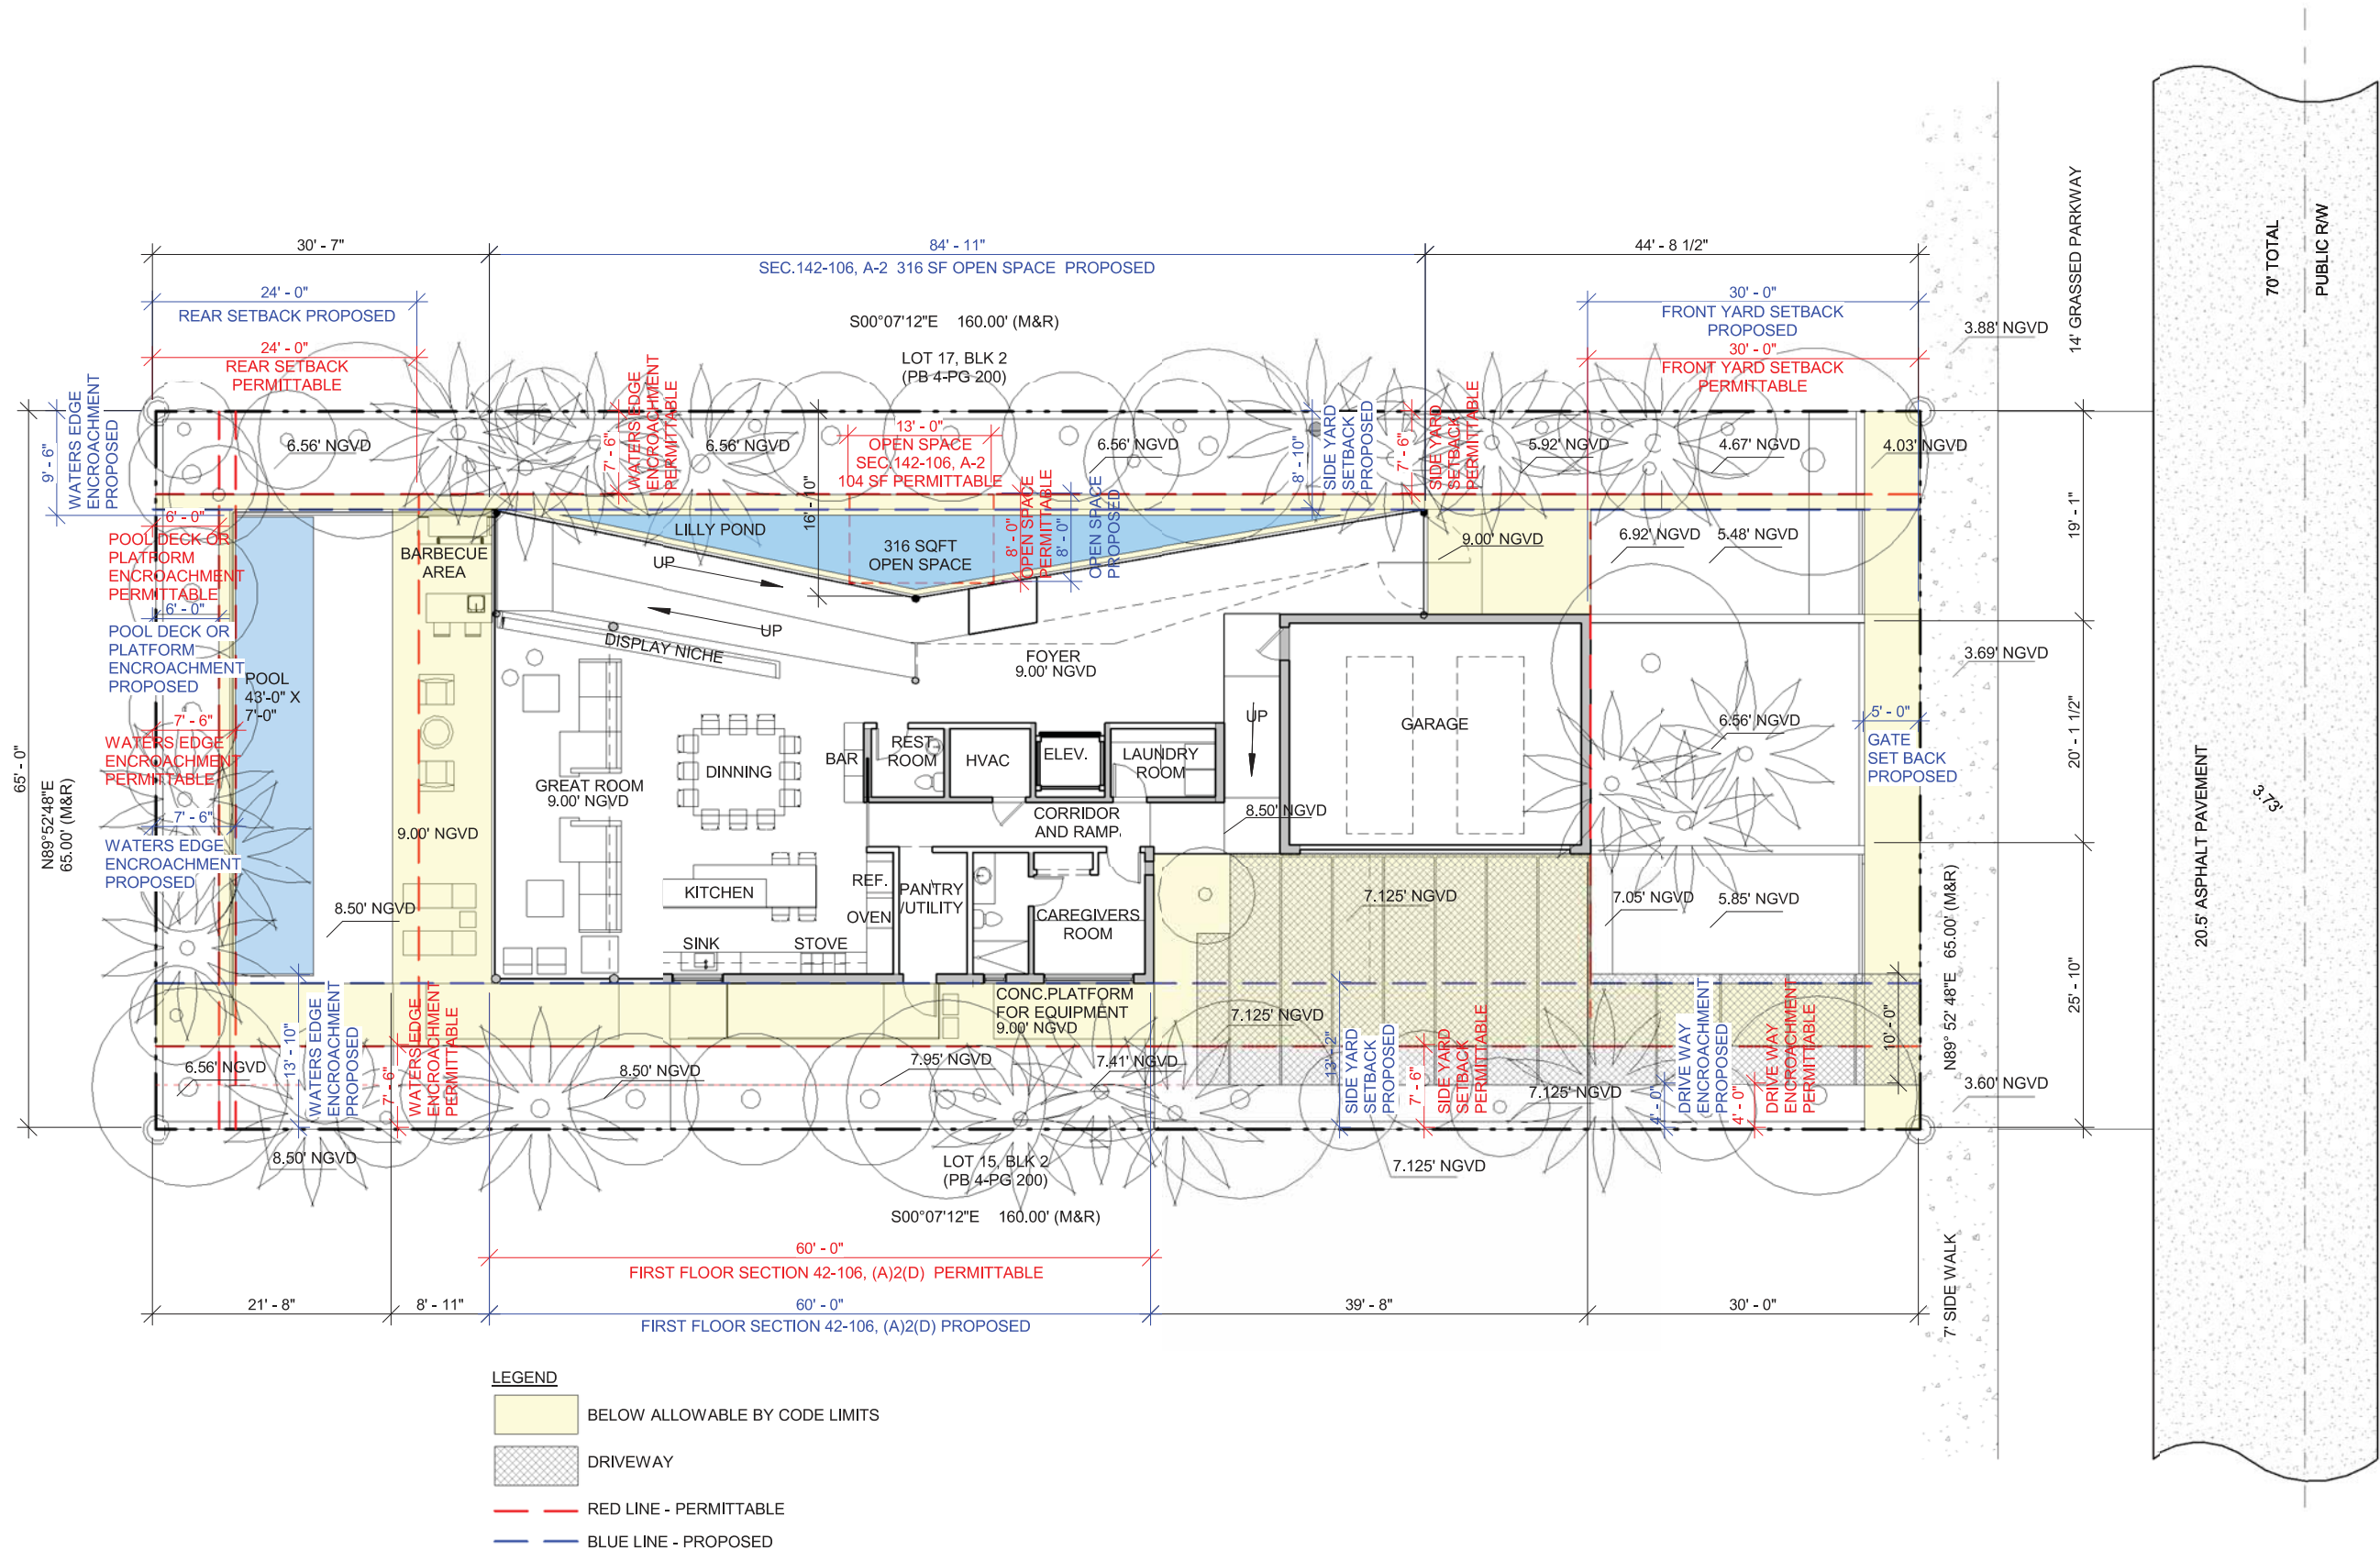 30' - 7"
84' - 11"
SEC.142-106, A-2  316 SF OPEN SPACE  PROPOSED
44' - 8 1/2"
24' - 0"
REAR SETBACK PROPOSED
24' - 0"
REAR SETBACK
PERMITTABLE
S00°07'12"E    160.00' (M&R)
LOT 17, BLK 2
(PB 4-PG 200)
30' - 0"
FRONT YARD SETBACK
PROPOSED
30' - 0"
FRONT YARD SETBACK
PERMITTABLE
3.88' NGVD
14' GRASSED PARKWAY
70' TOTAL
PUBLIC R/W
9' - 6"
WATERS EDGE
ENCROACHMENT
PROPOSED
6.56' NGVD
7' - 6"
WATERS EDGE
ENCROACHMENT
PERMITTABLE
6.56' NGVD
13' - 0"
OPEN SPACE
SEC.142-106, A-2
104 SF PERMITTABLE
6.56' NGVD
8' - 10"
SIDE YARD
SETBACK
PROPOSED
7' - 6"
SIDE YARD
SETBACK
PERMITTABLE
5.92' NGVD
4.67' NGVD
4.03' NGVD
16' - 10"
LILLY POND
316 SQFT
OPEN SPACE
8' - 0"
OPEN SPACE
PERMITTABLE
8' - 0"
OPEN SPACE
PROPOSED
9.00' NGVD
6.92' NGVD
5.48' NGVD
19' - 1"
6' - 0"
POOL DECK OR
PLATFORM
ENCROACHMENT
PERMITTABLE
6' - 0"
POOL DECK OR
PLATFORM
ENCROACHMENT
PROPOSED
BARBECUE
AREA
UP
UP
DISPLAY NICHE
FOYER
9.00' NGVD
3.69' NGVD
POOL
43'-0" X
7'-0"
7' - 6"
WATERS EDGE
ENCROACHMENT
PERMITTABLE
7' - 6"
WATERS EDGE
ENCROACHMENT
PROPOSED
65' - 0"
N89°52'48"E
65.00' (M&R)
9.00' NGVD
GREAT ROOM
9.00' NGVD
DINNING
BAR
REST
ROOM
HVAC
ELEV.
LAUNDRY
ROOM
UP
GARAGE
6.56' NGVD
5' - 0"
GATE
SET BACK
PROPOSED
20' - 1 1/2"
20.5' ASPHALT PAVEMENT
3.73'
CORRIDOR
AND RAMP.
8.50' NGVD
KITCHEN
REF.
OVEN
PANTRY
/UTILITY
CAREGIVERS
ROOM
SINK
STOVE
8.50' NGVD
7.125' NGVD
7.05' NGVD
5.85' NGVD
N89° 52' 48"E   65.00' (M&R)
25' - 10"
CONC.PLATFORM
FOR EQUIPMENT
9.00' NGVD
7.125' NGVD
6.56' NGVD
13' - 10"
WATERS EDGE
ENCROACHMENT
PROPOSED
7' - 6"
WATERS EDGE
ENCROACHMENT
PERMITTABLE
8.50' NGVD
7.95' NGVD
7.41' NGVD
13' - 2"
SIDE YARD
SETBACK
PROPOSED
7' - 6"
SIDE YARD
SETBACK
PERMITTABLE
7.125' NGVD
4' - 0"
DRIVE WAY
ENCROACHMENT
PROPOSED
4' - 0"
DRIVE WAY
ENCROACHMENT
PERMITTABLE
10' - 0"
3.60' NGVD
8.50' NGVD
LOT 15, BLK 2
(PB 4-PG 200)
7.125' NGVD
S00°07'12"E    160.00' (M&R)
7' SIDE WALK
60' - 0"
FIRST FLOOR SECTION 42-106, (A)2(D)  PERMITTABLE
21' - 8"
8' - 11"
60' - 0"
FIRST FLOOR SECTION 42-106, (A)2(D) PROPOSED
39' - 8"
30' - 0"
LEGEND
BELOW ALLOWABLE BY CODE LIMITS
DRIVEWAY
RED LINE - PERMITTABLE
BLUE LINE - PROPOSED